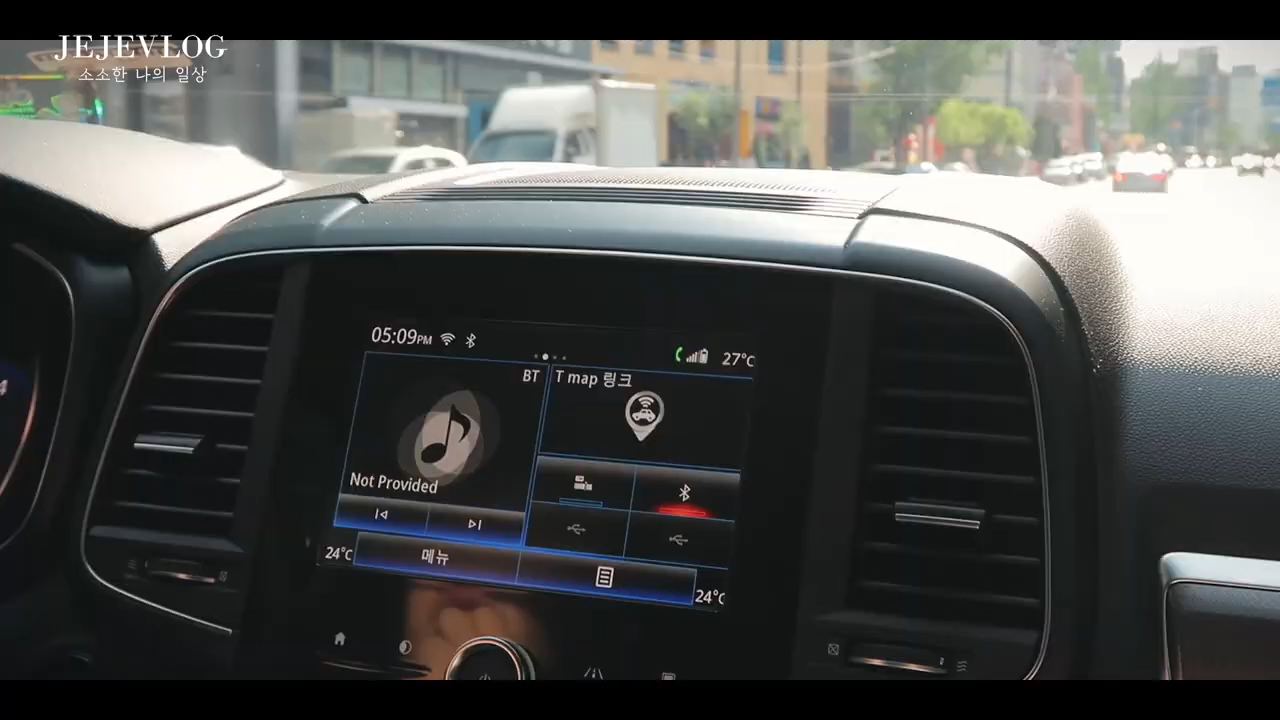 JEJEVLOG
소소한 나의 일상
05:09PM
27°C
BT
T map 링크
Not Provided
24°C
메뉴
24°C